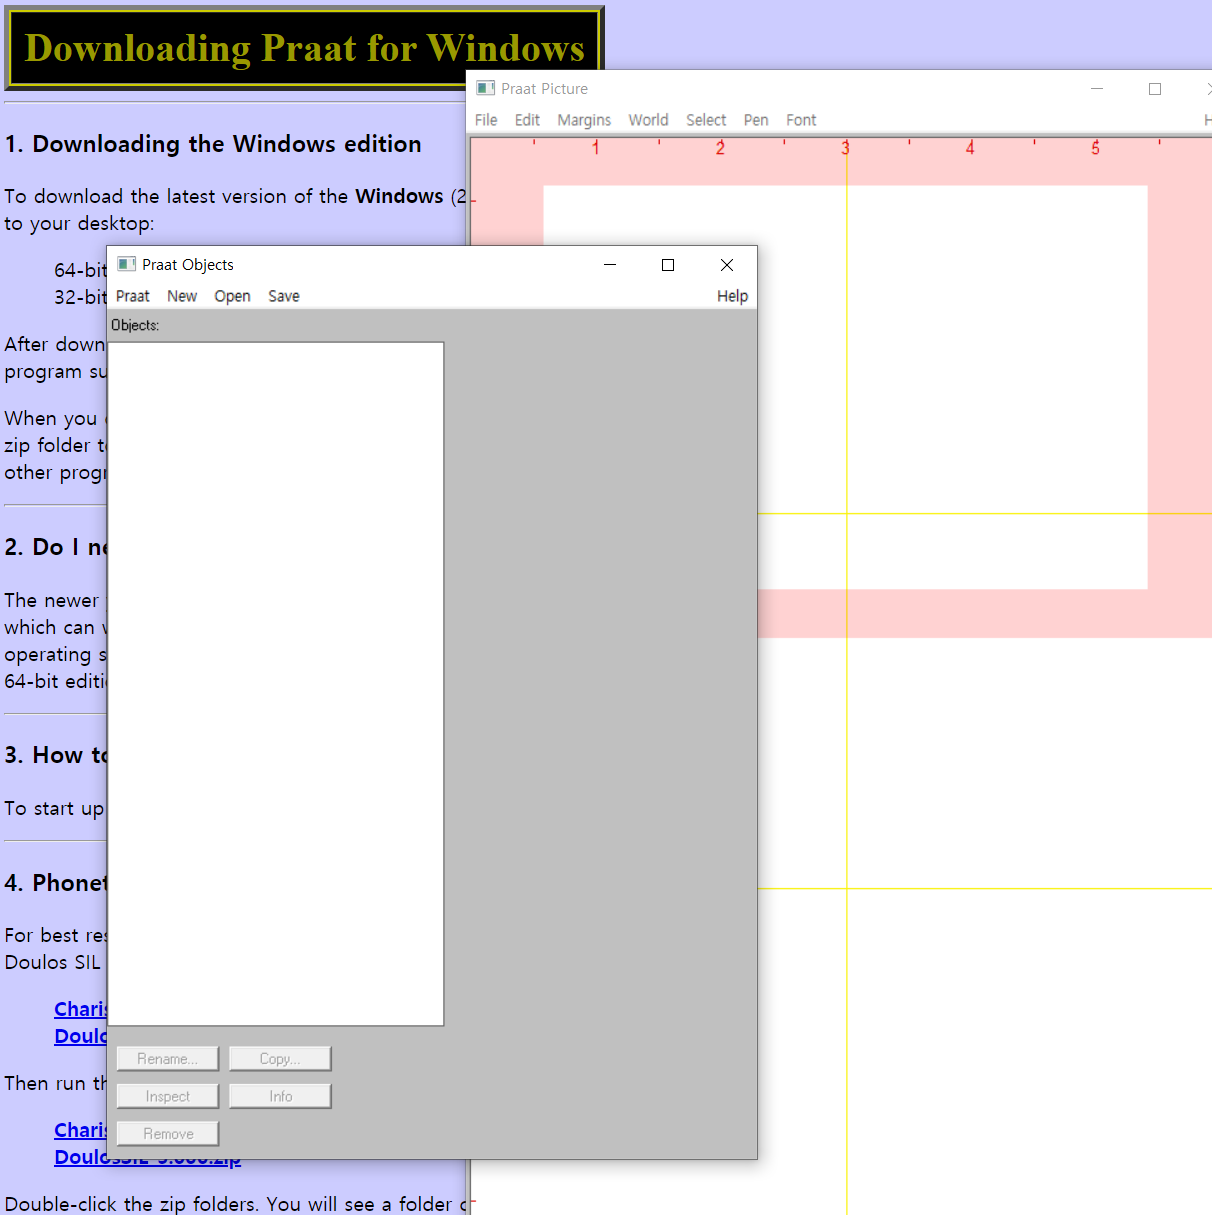 Downloading Praat for Windows
1. Downloading the Windows edition
To download the latest version of the Windows (2
to your desktop:
64-bit
32-bit
After down
program su
When you
zip folder t
other progr
2. Do I ne
The newer
which can
operating s
64-bit editi
3. How to
To start up
4. Phonet
For best res
Doulos SIL
Charis
Doulo
Then run th
Charis
DoulosSIL-5.000.zip
Double-click the zip folders. You will see a folder c
Praat Picture
File Edit Margins World Select Pen Font H
1 2 3 4 5
Praat Objects
Praat New Open Save Help
Objects:
Rename... Copy...
Inspect Info
Remove